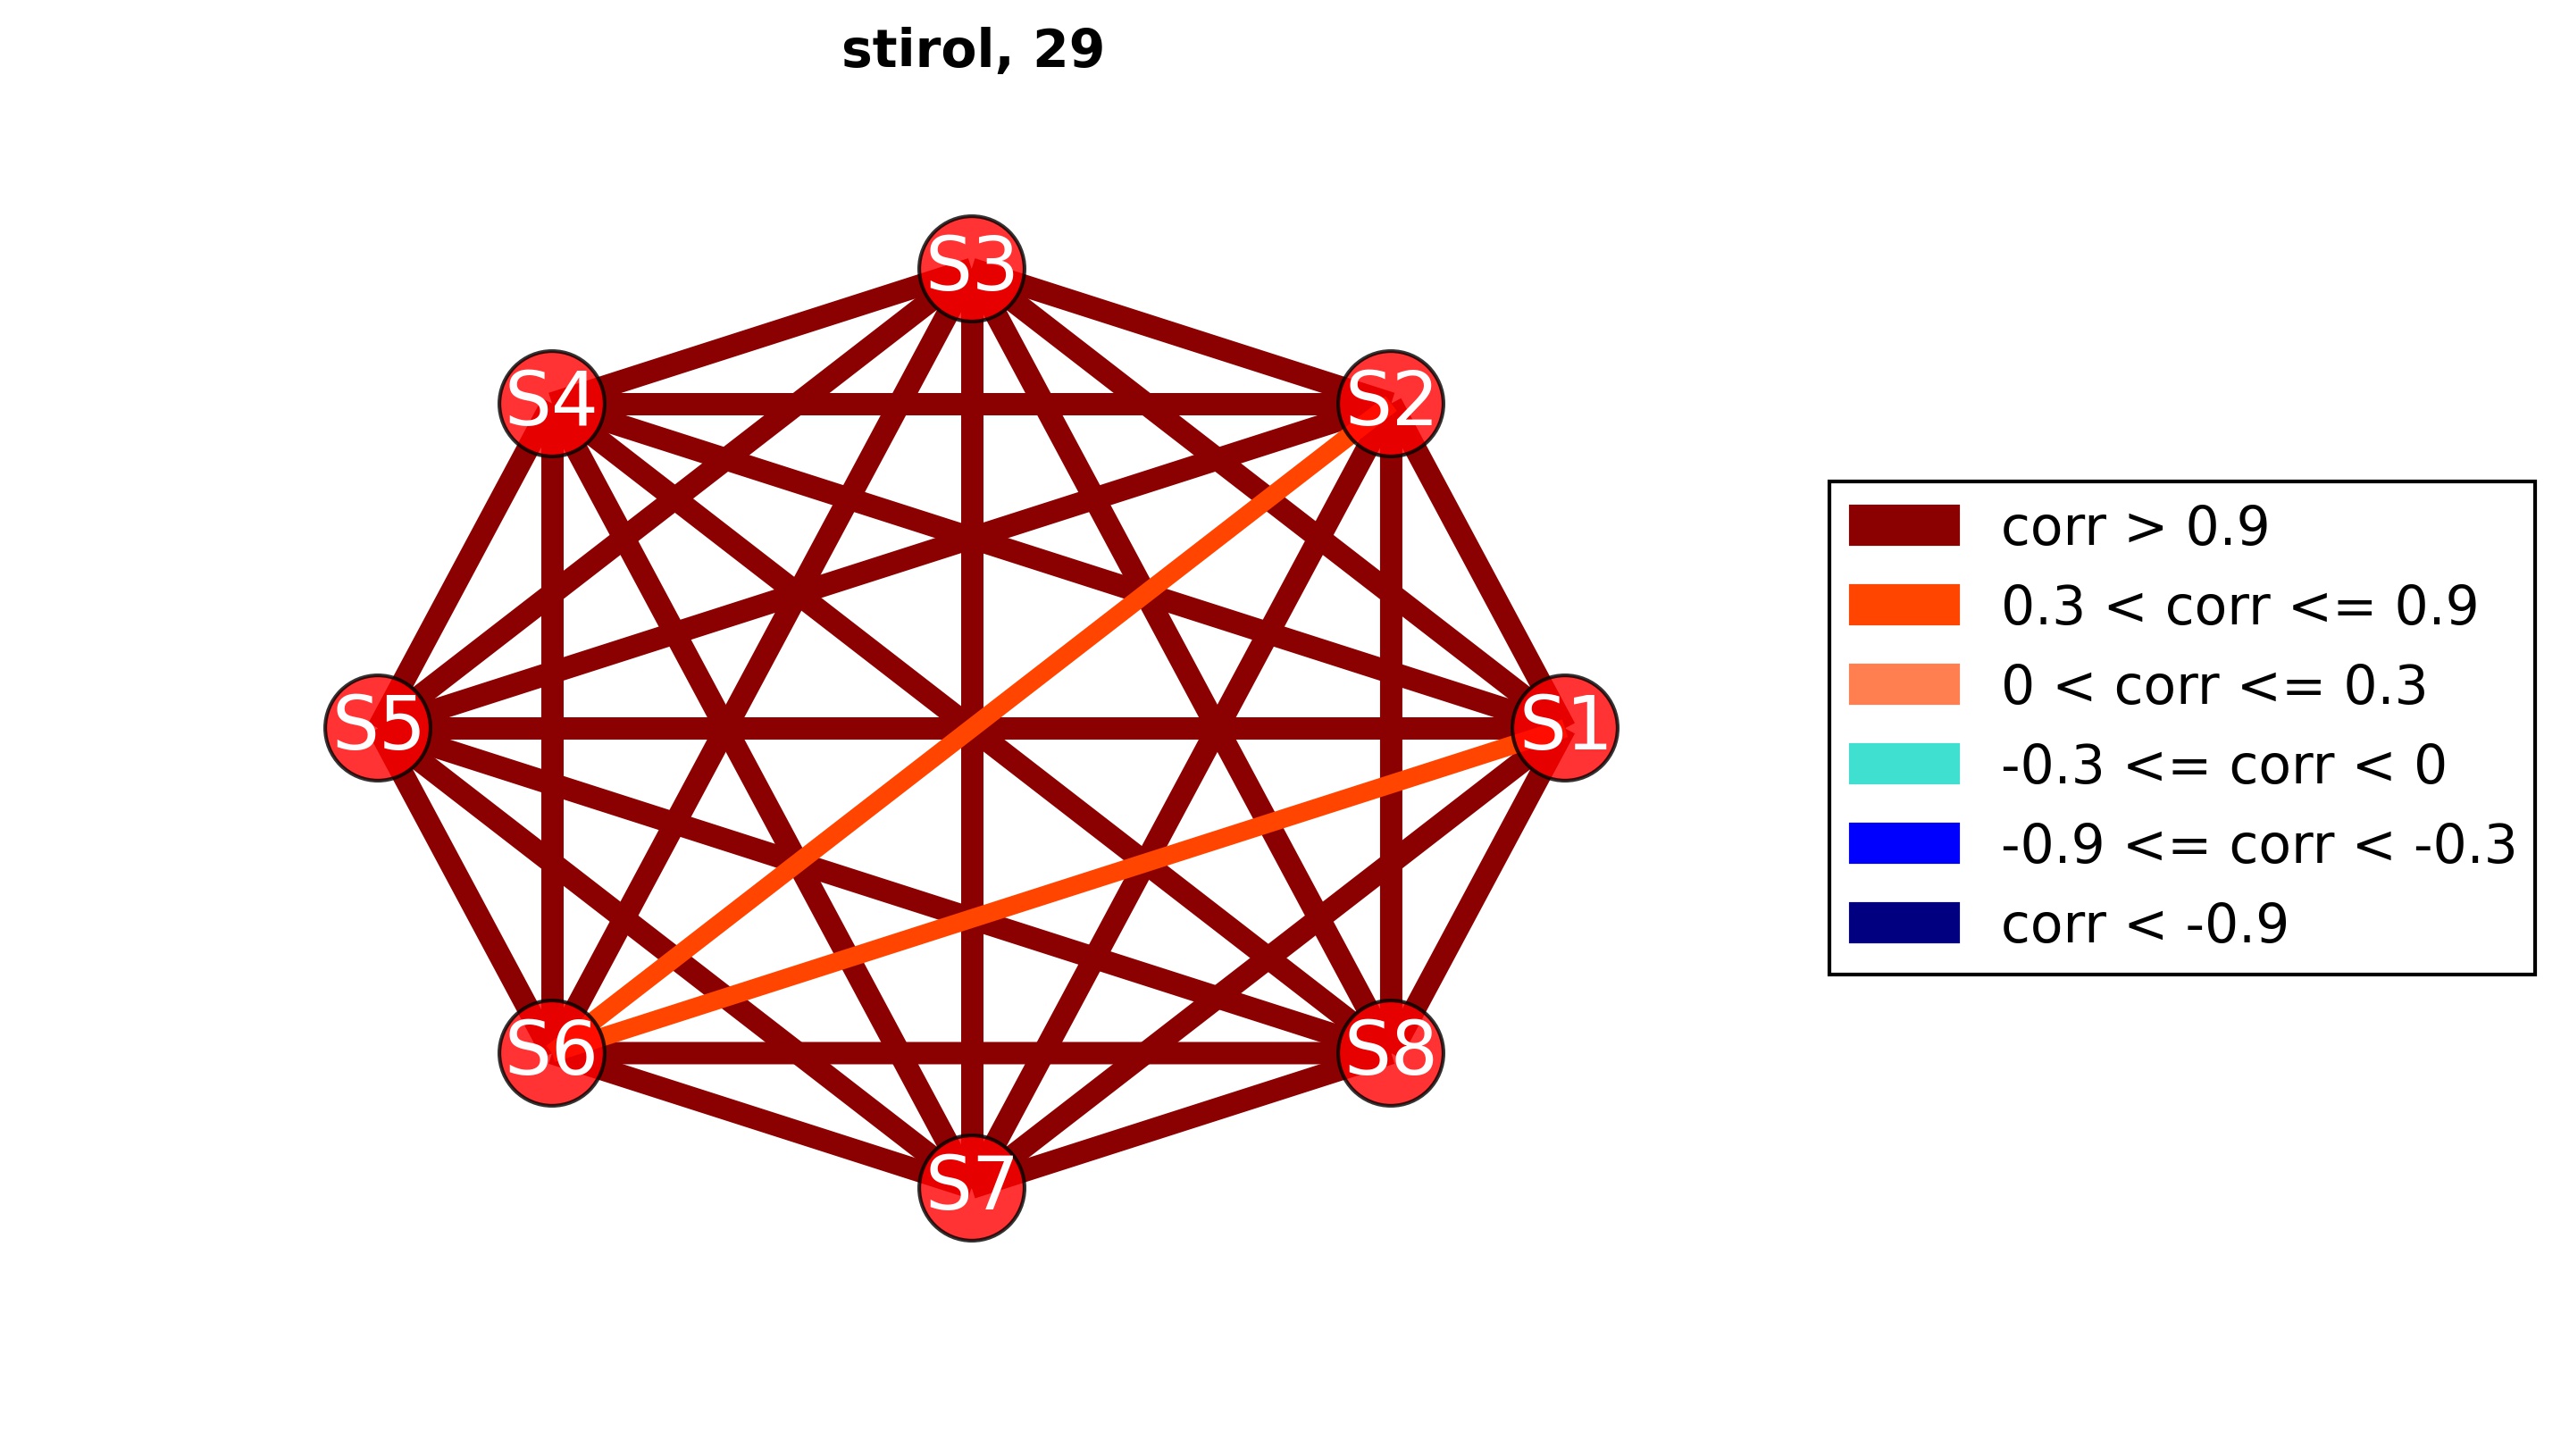 stirol, 29
S3
S4
S2
S5
S1
S6
S8
S7
corr > 0.9
0.3 < corr <= 0.9
0 < corr <= 0.3
-0.3 <= corr < 0
-0.9 <= corr < -0.3
corr < -0.9